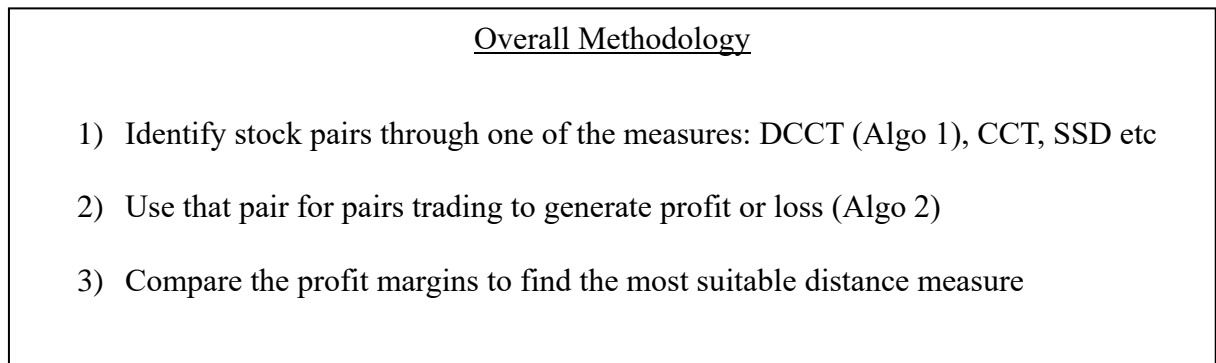 Overall Methodology
1) Identify stock pairs through one of the measures: DCCT (Algo 1), CCT, SSD etc
2) Use that pair for pairs trading to generate profit or loss (Algo 2)
3) Compare the profit margins to find the most suitable distance measure